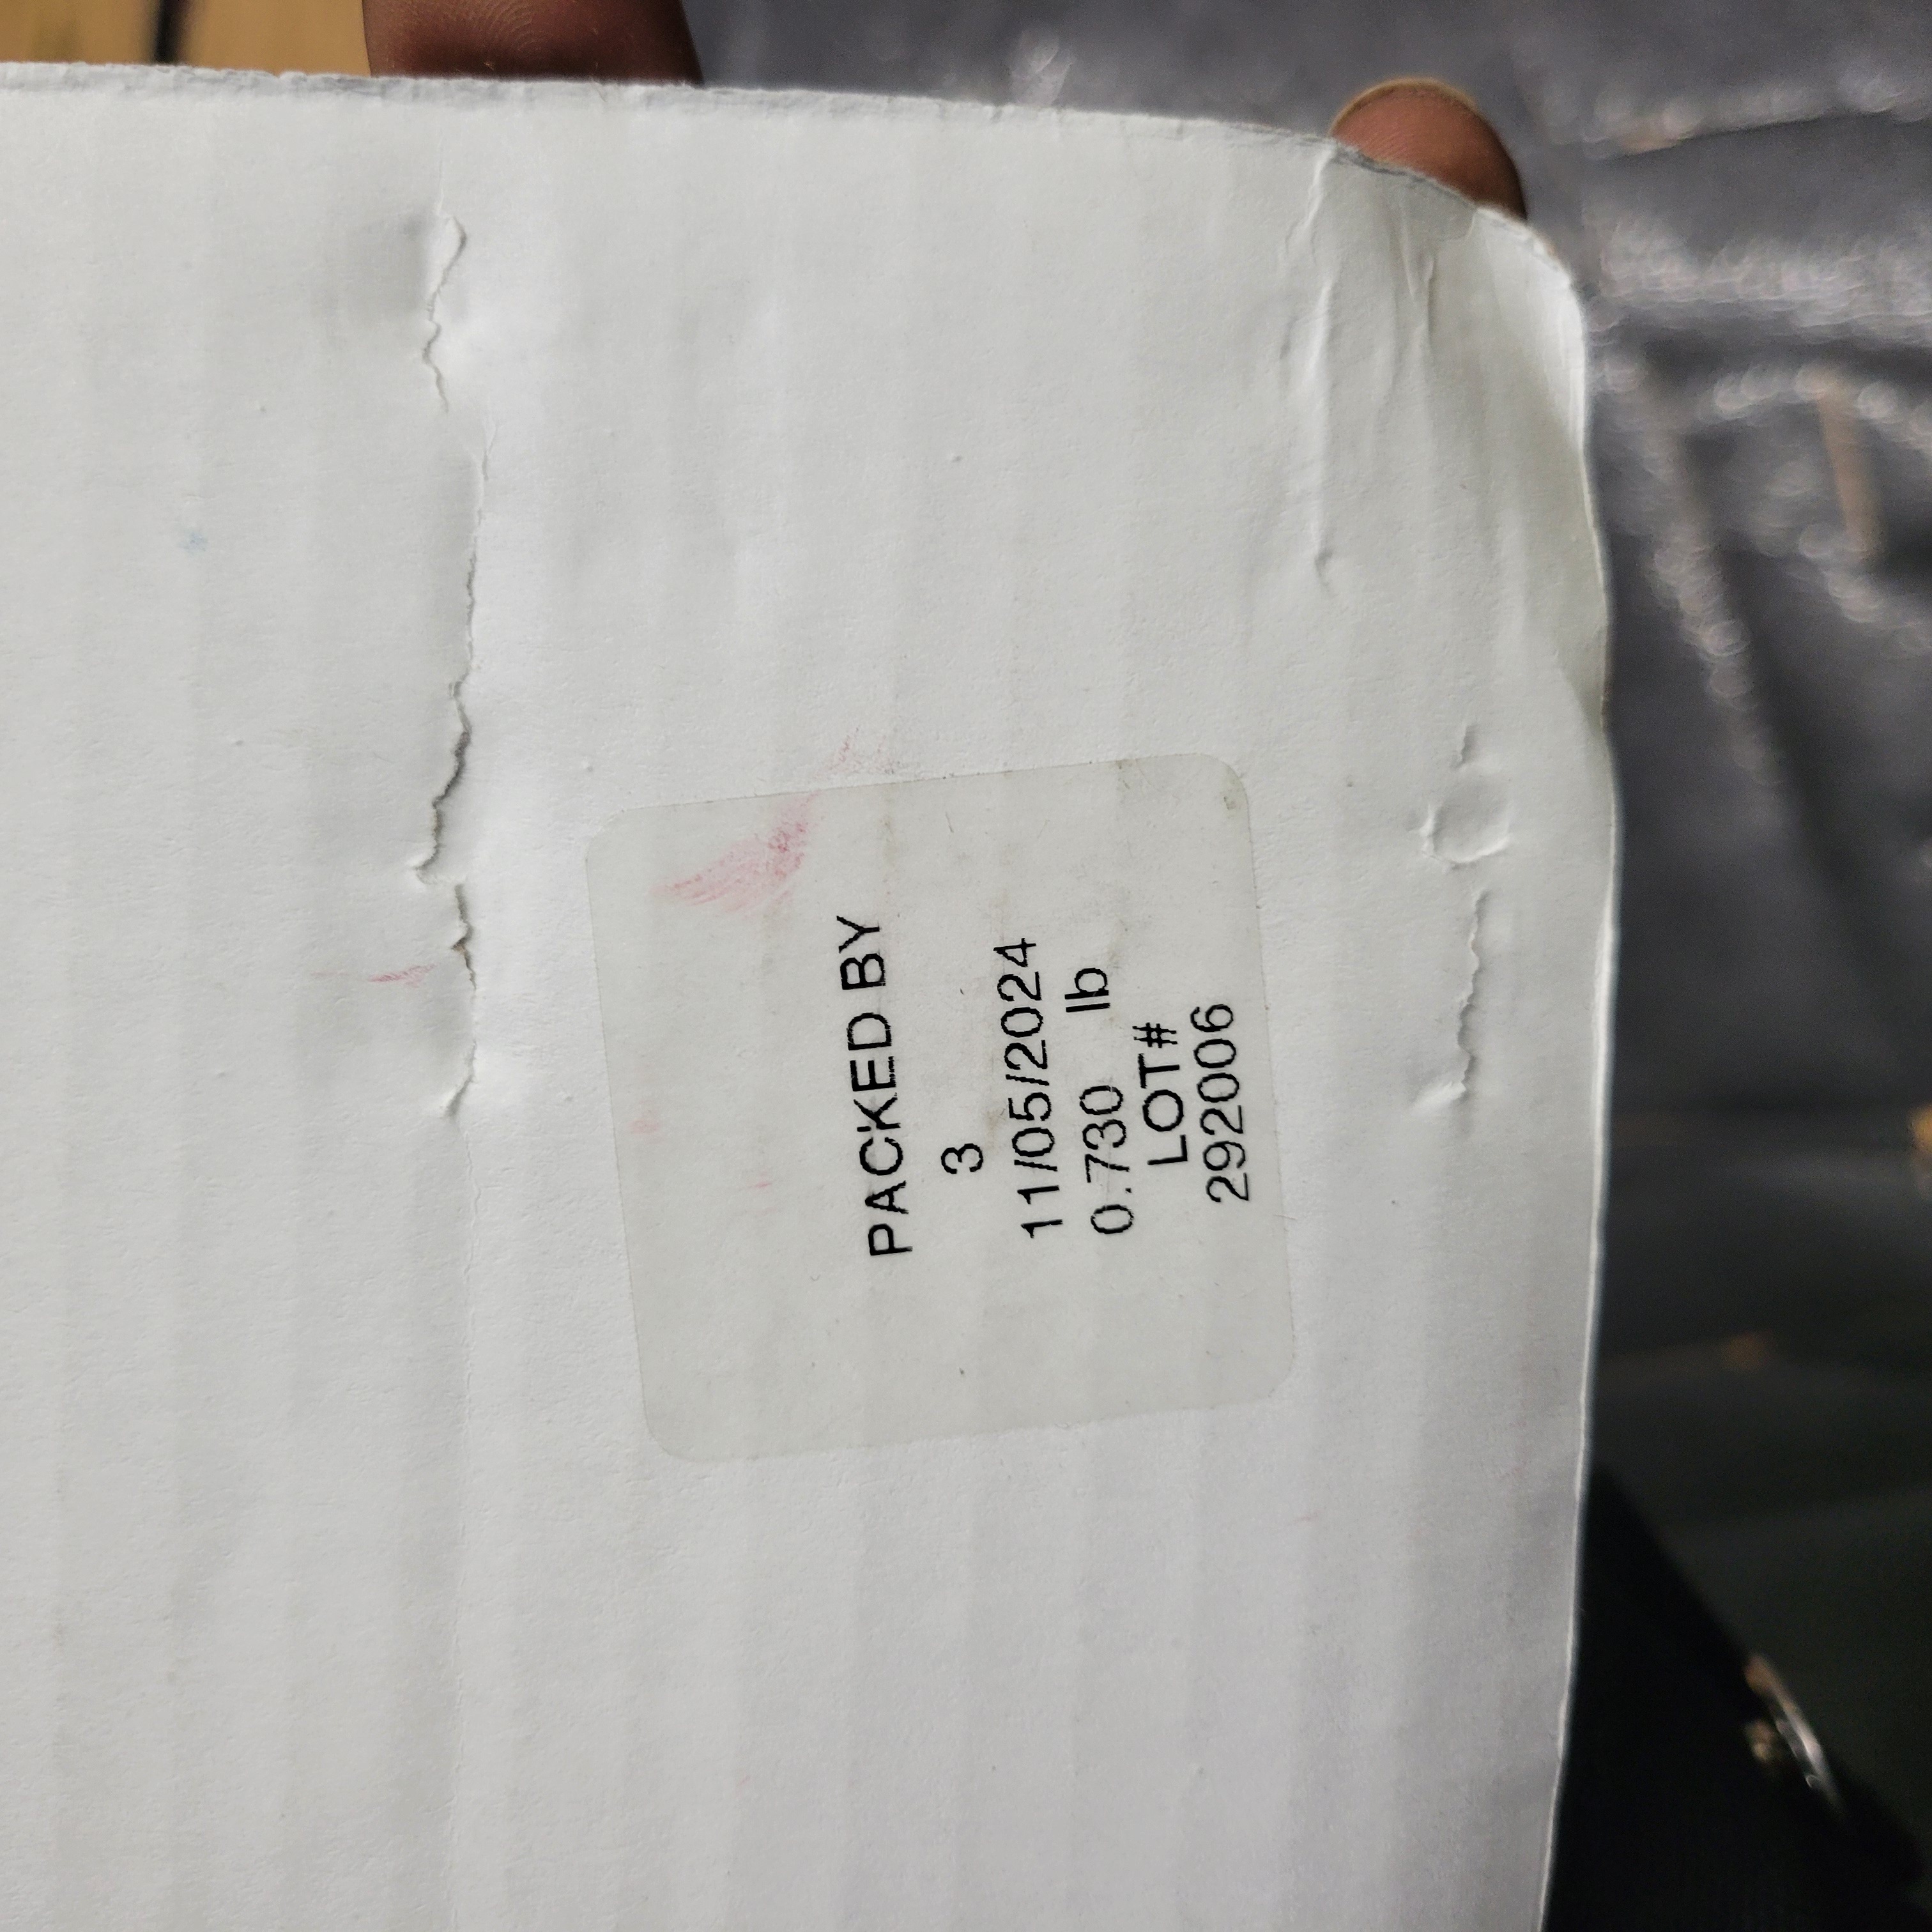 PACKED BY
3
11/05/2024
0.730 lb
LOT#
292006